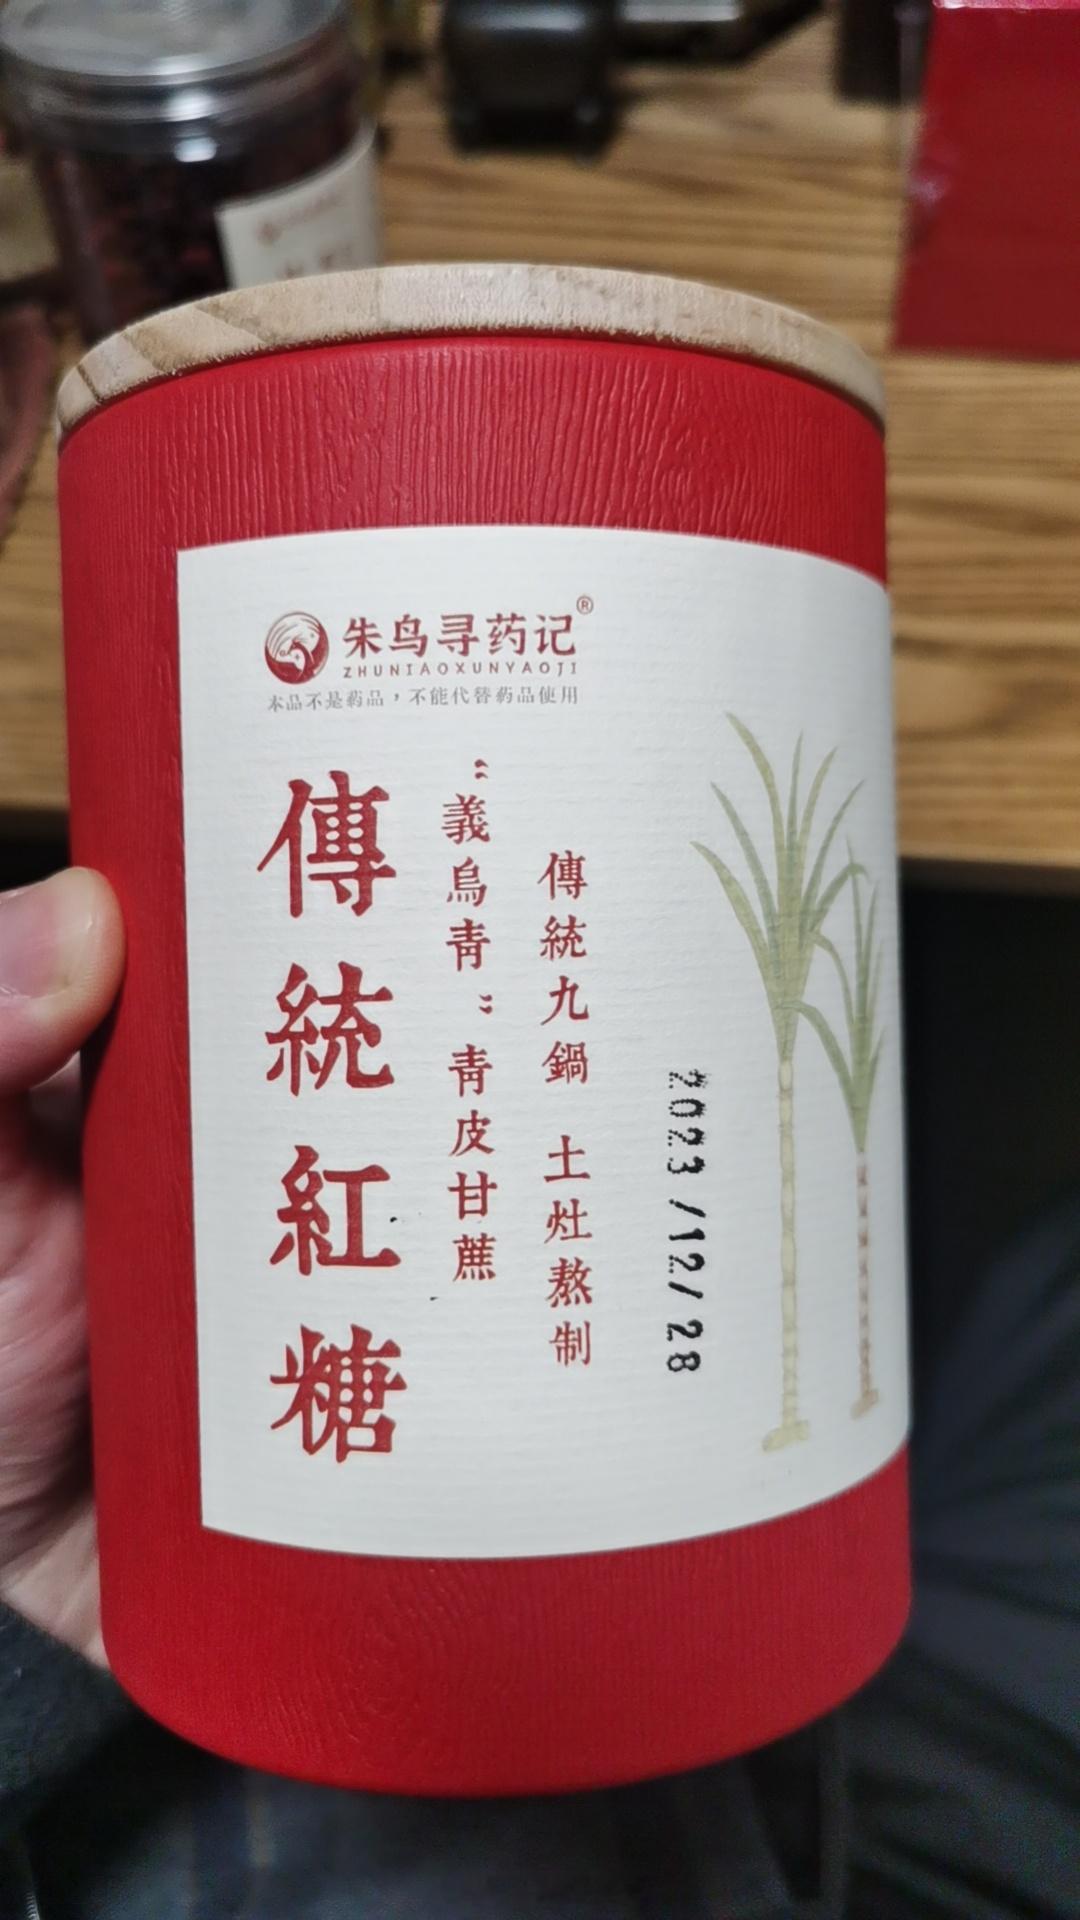 朱鸟寻药记®
ZHUNIAOXUNYAOJI
本品不是药品，不能代替药品使用
傳統紅糖
“義烏青”青皮甘蔗
傳統九鍋 土灶熬制
2023/12/28